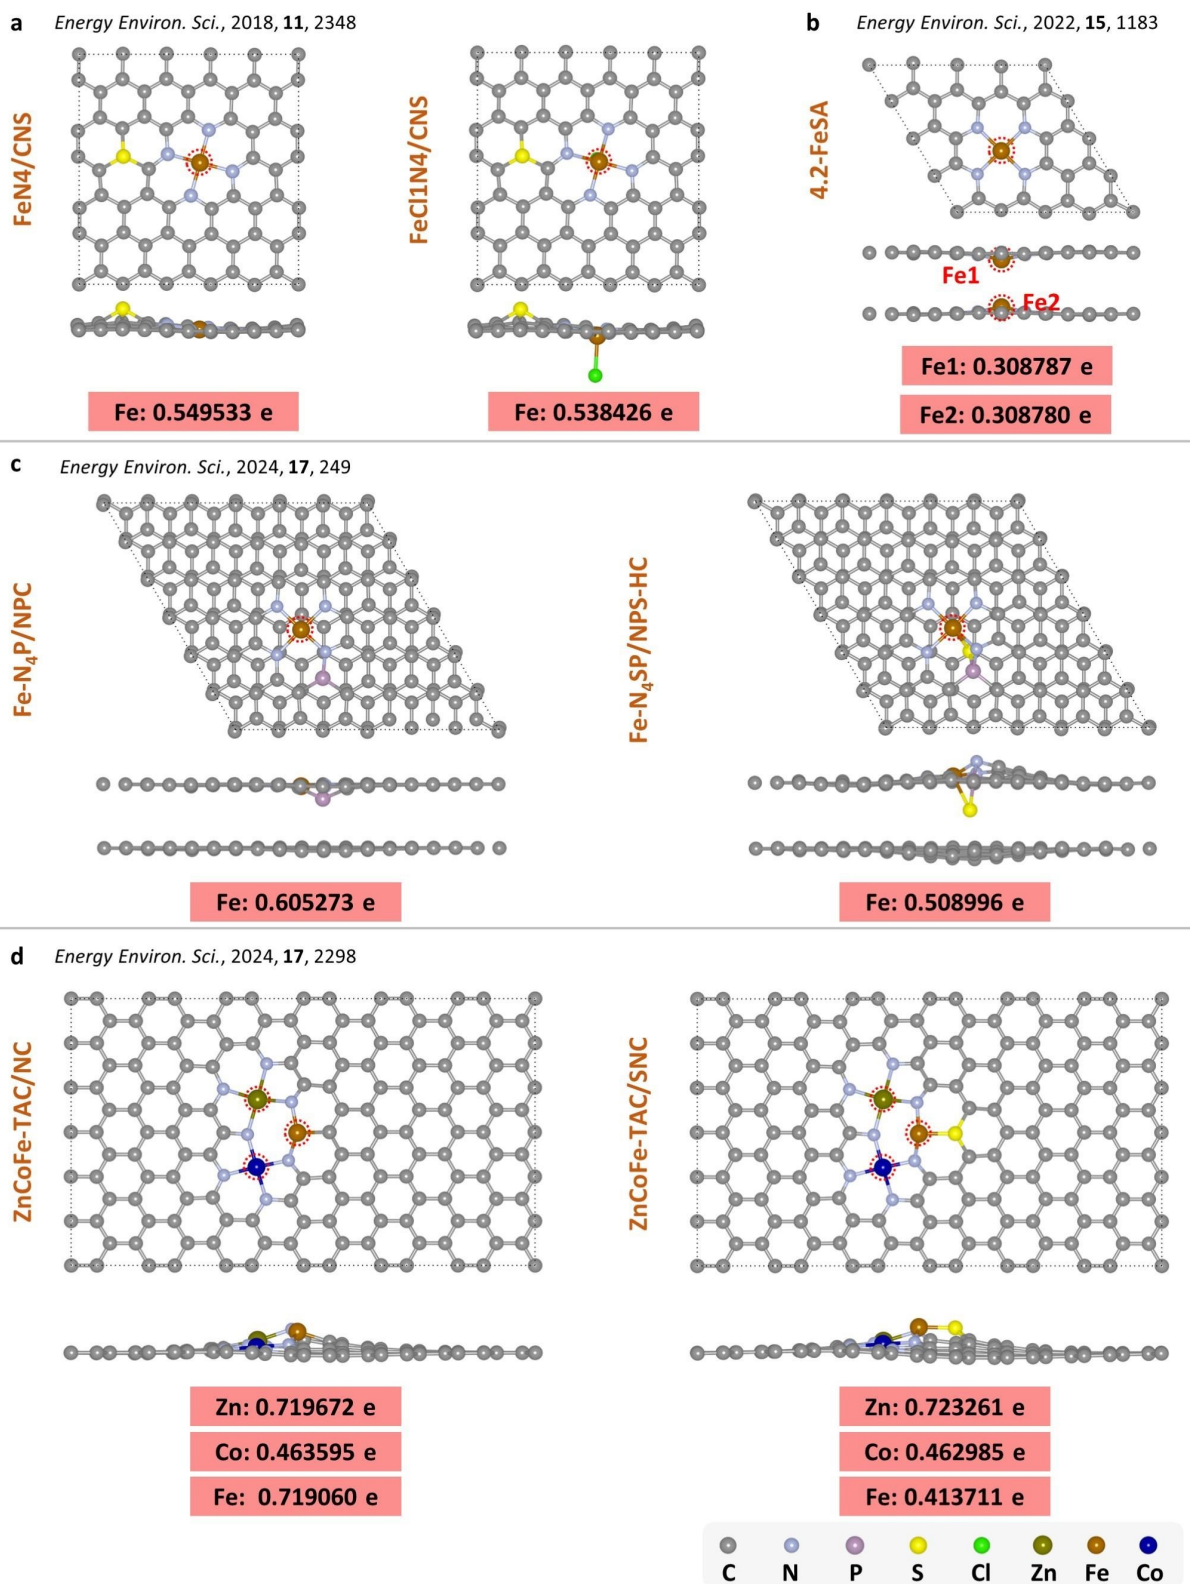 a Energy Environ. Sci., 2018, 11, 2348
b Energy Environ. Sci., 2022, 15, 1183
FeN4/CNS
FeCl1N4/CNS
4.2-FeSA
Fe1
Fe2
Fe: 0.549533 e
Fe: 0.538426 e
Fe1: 0.308787 e
Fe2: 0.308780 e
c Energy Environ. Sci., 2024, 17, 249
Fe-N₄P/NPC
Fe-N₄SP/NPS-HC
Fe: 0.605273 e
Fe: 0.508996 e
d Energy Environ. Sci., 2024, 17, 2298
ZnCoFe-TAC/NC
ZnCoFe-TAC/SNC
Zn: 0.719672 e
Co: 0.463595 e
Fe: 0.719060 e
Zn: 0.723261 e
Co: 0.462985 e
Fe: 0.413711 e
C N P S Cl Zn Fe Co